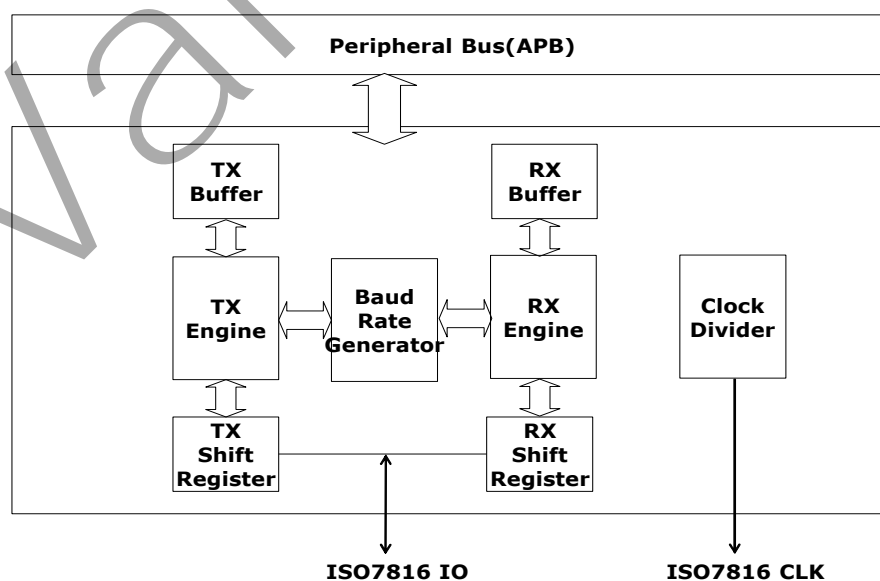 Peripheral Bus(APB)
TX
Buffer
RX
Buffer
TX
Engine
Baud
Rate
Generator
RX
Engine
Clock
Divider
TX
Shift
Register
RX
Shift
Register
ISO7816 IO
ISO7816 CLK